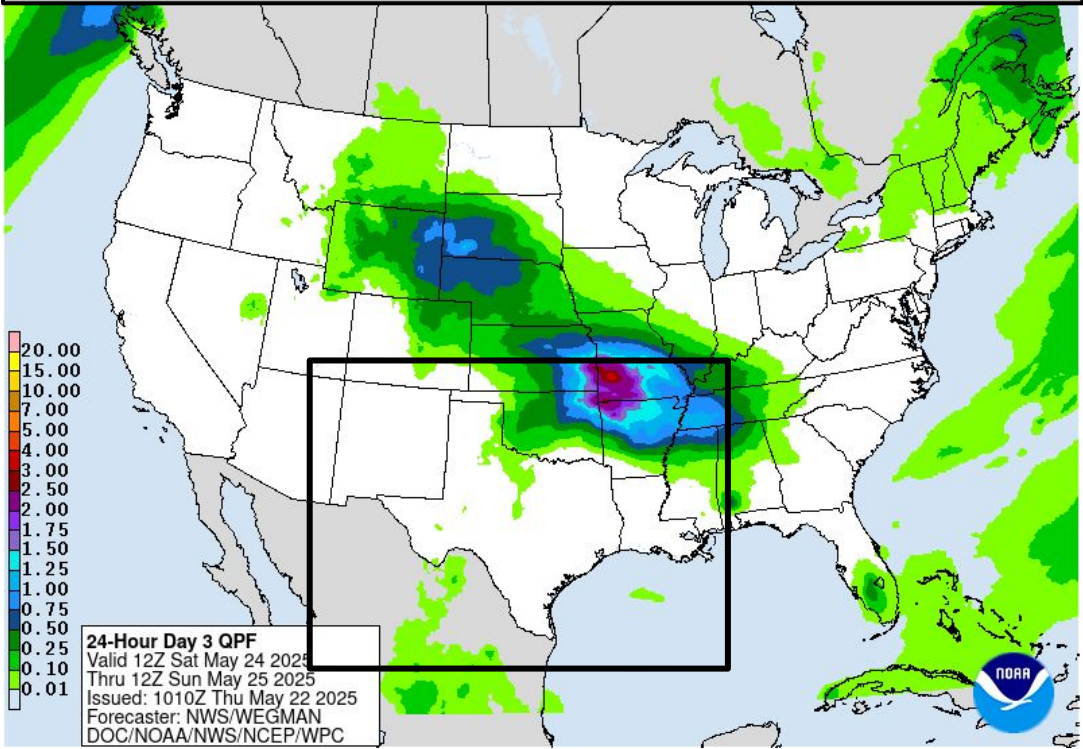 20.00
15.00
10.00
7.00
5.00
4.00
3.00
2.50
2.00
1.75
1.50
1.25
1.00
0.75
0.50
0.25
0.10
0.01
24-Hour Day 3 QPF
Valid 12Z Sat May 24 2025
Thru 12Z Sun May 25 2025
Issued: 1010Z Thu May 22 2025
Forecaster: NWS/WEGMAN
DOC/NOAA/NWS/NCEP/WPC
NOAA